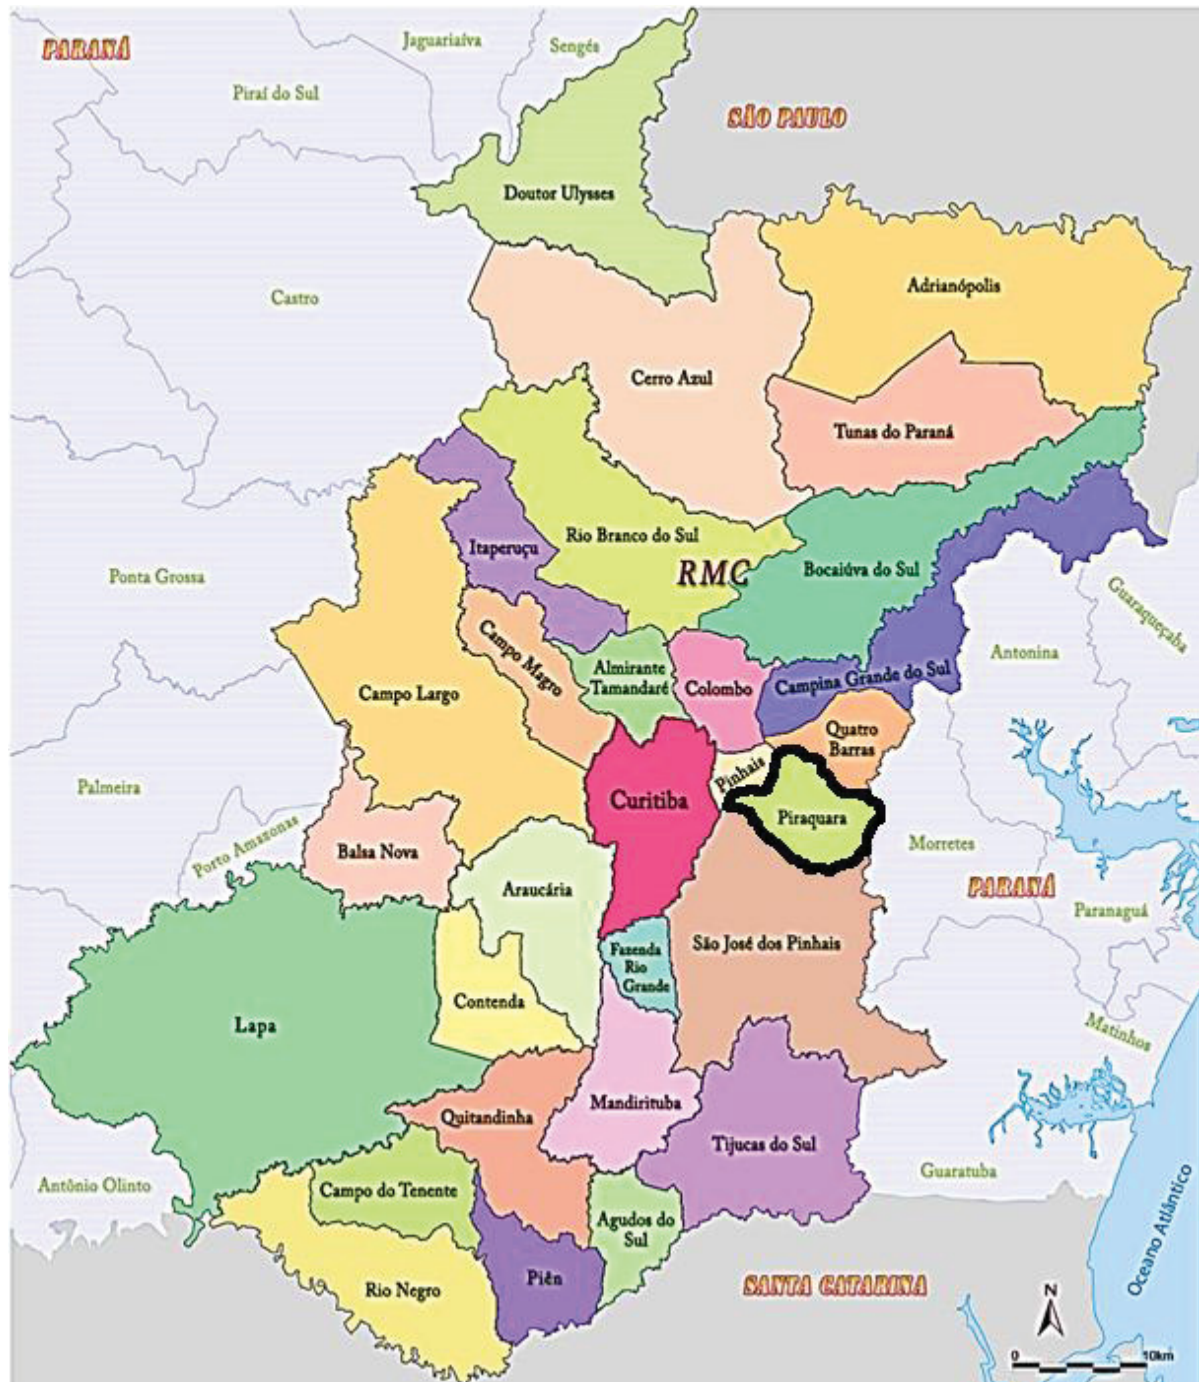 PARANÁ
Jaguariaíva
Sengés
Piraí do Sul
SÃO PAULO
Doutor Ulysses
Castro
Adrianópolis
Cerro Azul
Tunas do Paraná
Rio Branco do Sul
Itaperuçu
RMC
Bocaiúva do Sul
Ponta Grossa
Guaraqueçaba
Antonina
Campo Magro
Almirante
Tamandaré
Colombo
Campina Grande do Sul
Campo Largo
Quatro
Barras
Pinhais
Palmeira
Curitiba
Piraquara
Porto Amazonas
Balsa Nova
Morretes
Araucária
PARANÁ
Paranaguá
São José dos Pinhais
Fazenda
Rio
Grande
Contenda
Lapa
Matinhos
Mandirituba
Quitandinha
Tijucas do Sul
Guaratuba
Antônio Olinto
Campo do Tenente
Agudos do
Sul
Oceano Atlântico
Piên
Rio Negro
SANTA CATARINA
N
0 10km